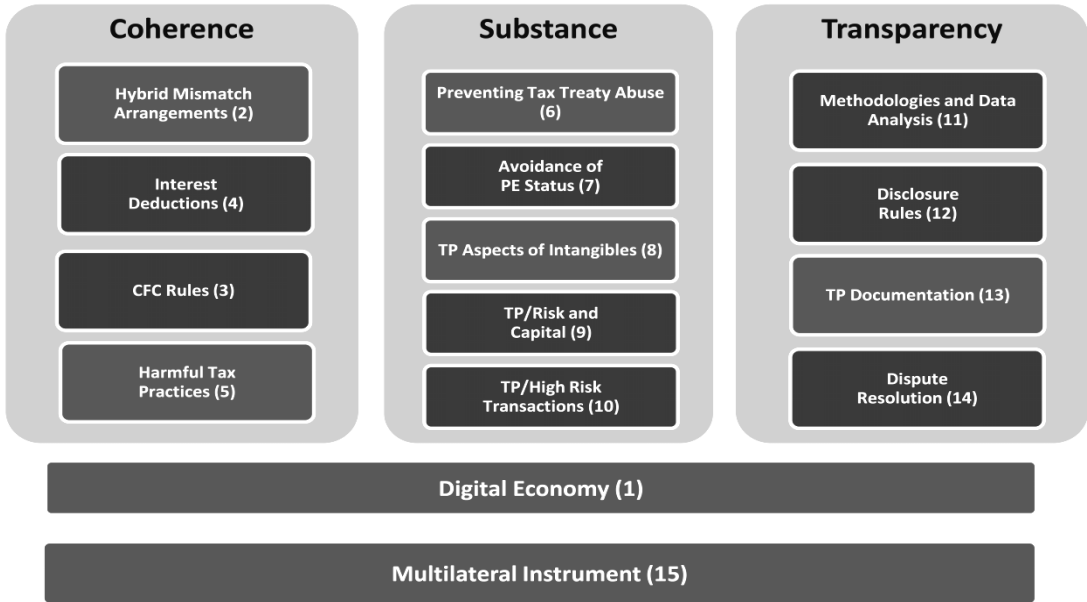 Coherence
Hybrid Mismatch
Arrangements (2)
Interest
Deductions (4)
CFC Rules (3)
Harmful Tax
Practices (5)
Substance
Preventing Tax Treaty Abuse
(6)
Avoidance of
PE Status (7)
TP Aspects of Intangibles (8)
TP/Risk and
Capital (9)
TP/High Risk
Transactions (10)
Transparency
Methodologies and Data
Analysis (11)
Disclosure
Rules (12)
TP Documentation (13)
Dispute
Resolution (14)
Digital Economy (1)
Multilateral Instrument (15)